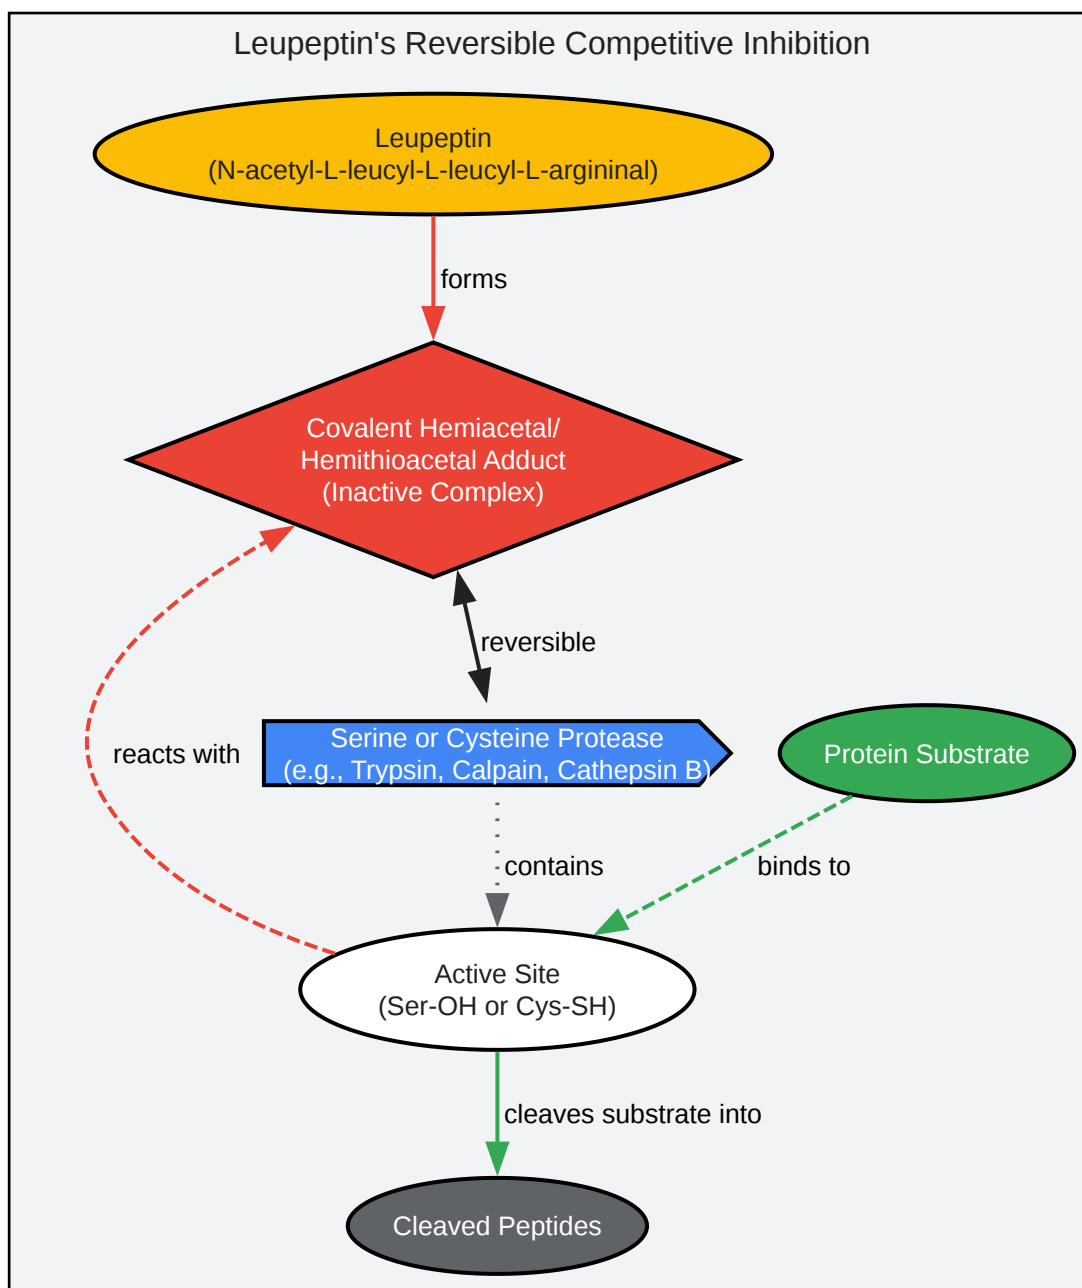 Leupeptin's Reversible Competitive Inhibition
Leupeptin
(N-acetyl-L-leucyl-L-leucyl-L-argininal)
forms
Covalent Hemiacetal/
Hemithioacetal Adduct
(Inactive Complex)
reversible
reacts with
Serine or Cysteine Protease
(e.g., Trypsin, Calpain, Cathepsin B)
Protein Substrate
contains
binds to
Active Site
(Ser-OH or Cys-SH)
cleaves substrate into
Cleaved Peptides